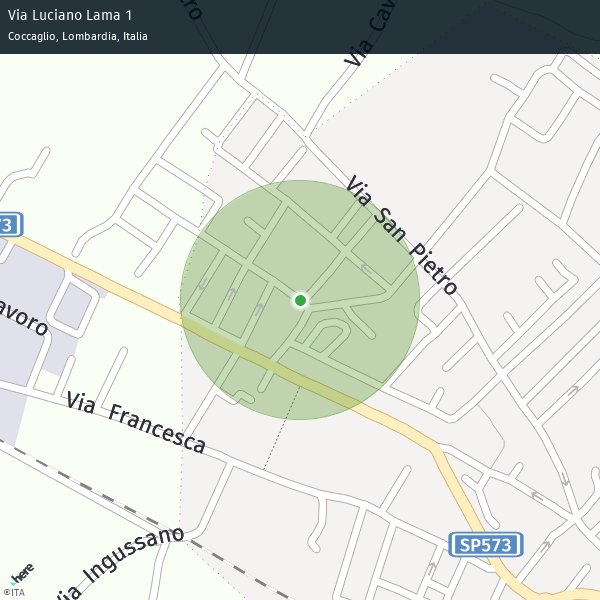 Via Luciano Lama 1
Coccaglio, Lombardia, Italia
Via Cav
Via San Pietro
73
avoro
Via Francesca
SP573
Via Ingussano
here
©ITA